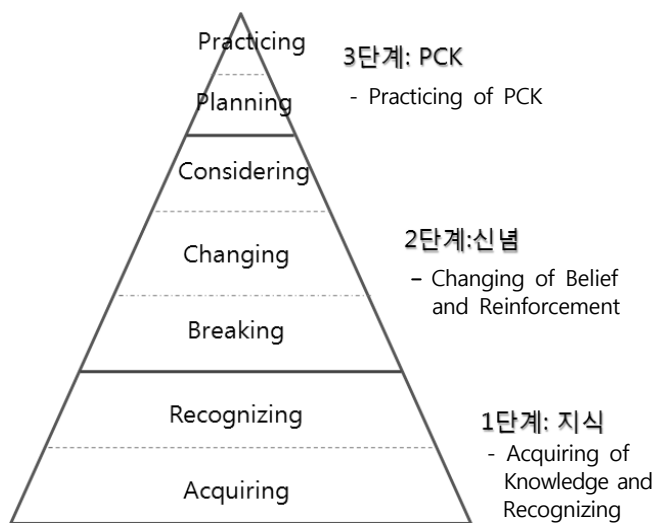 Practicing
3단계: PCK
Planning
- Practicing of PCK
Considering
Changing
2단계:신념
– Changing of Belief
and Reinforcement
Breaking
Recognizing
1단계: 지식
- Acquiring of
Knowledge and
Recognizing
Acquiring